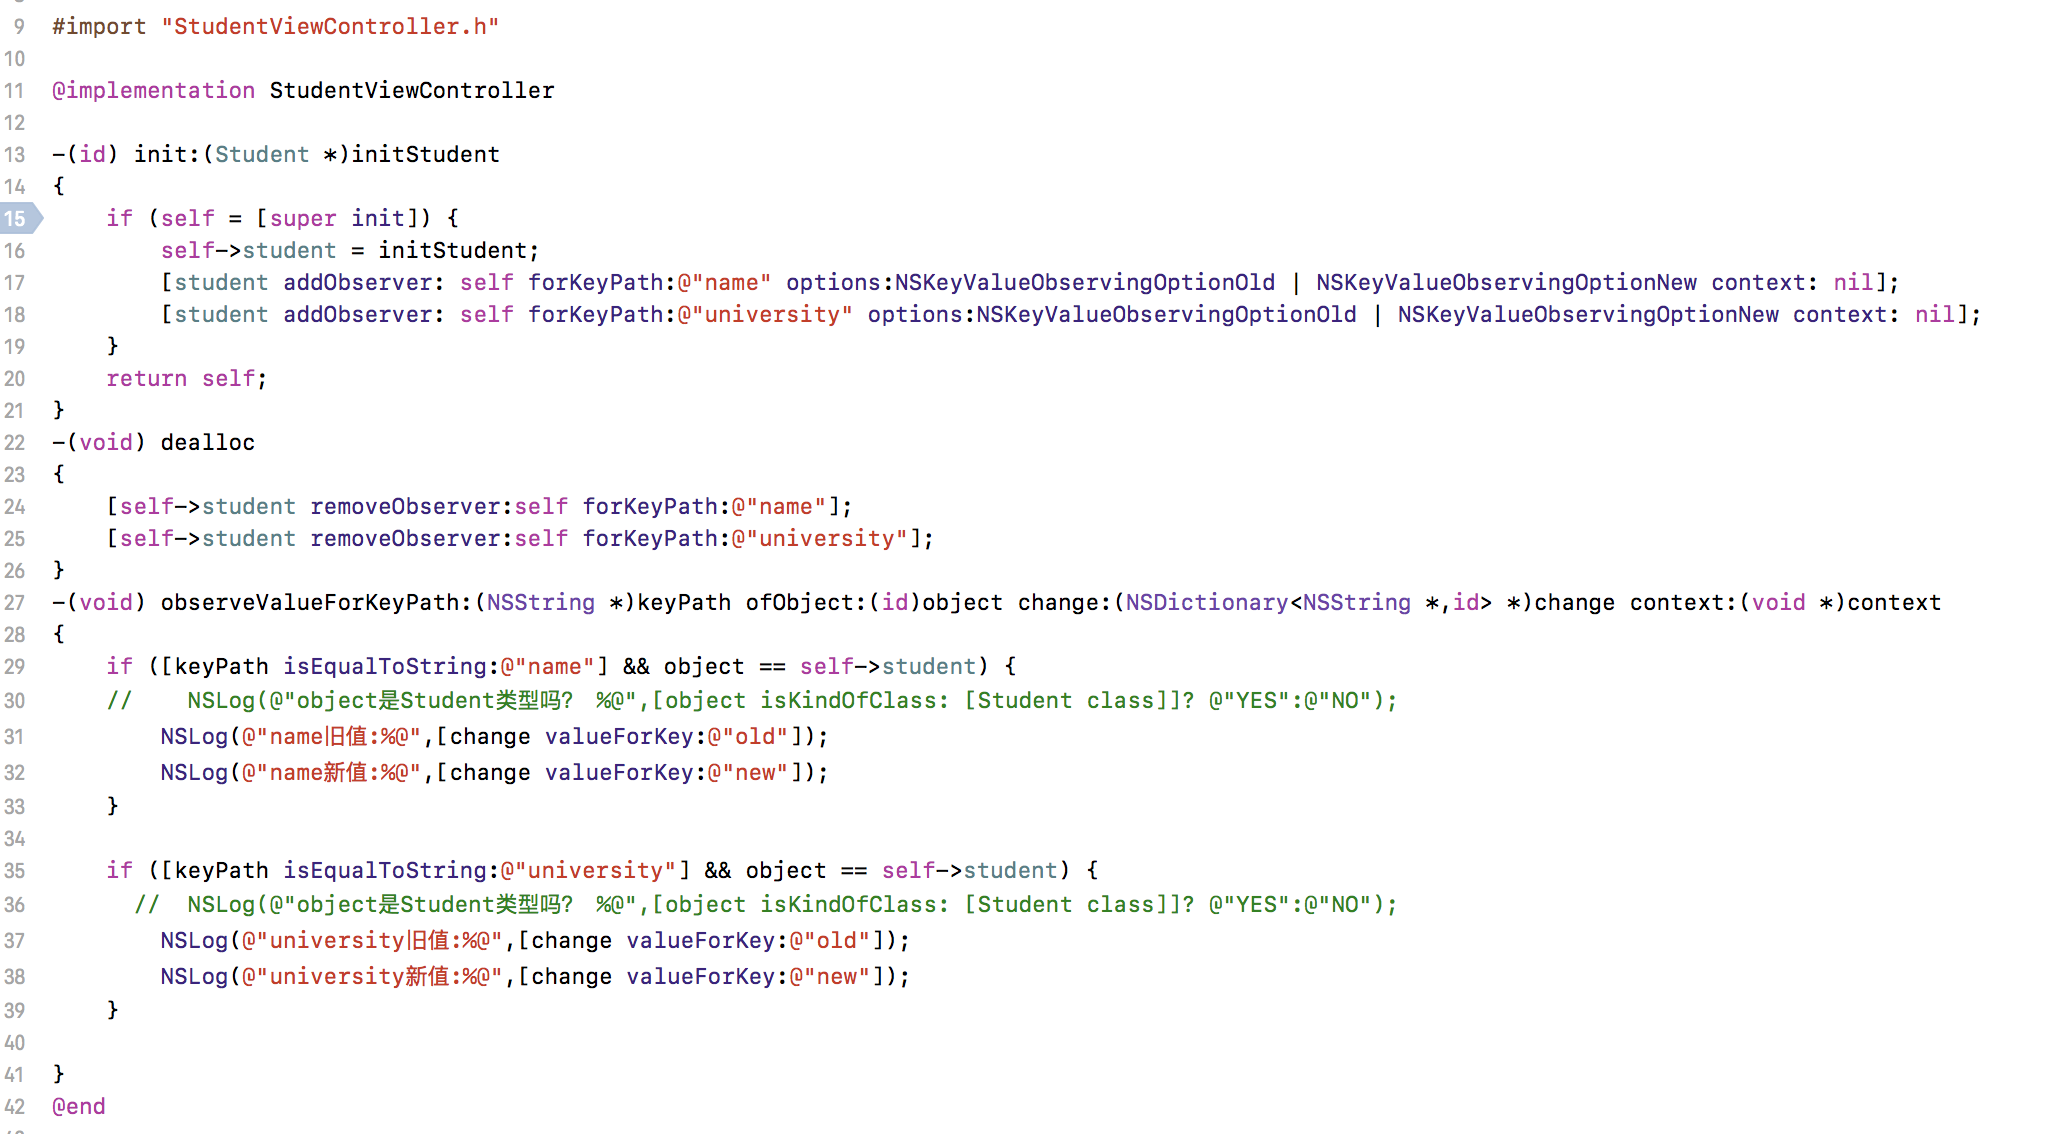 9 #import "StudentViewController.h"
10
11 @implementation StudentViewController
12
13 -(id) init:(Student *)initStudent
14 {
15     if (self = [super init]) {
16         self->student = initStudent;
17         [student addObserver: self forKeyPath:@"name" options:NSKeyValueObservingOptionOld | NSKeyValueObservingOptionNew context: nil];
18         [student addObserver: self forKeyPath:@"university" options:NSKeyValueObservingOptionOld | NSKeyValueObservingOptionNew context: nil];
19     }
20     return self;
21 }
22 -(void) dealloc
23 {
24     [self->student removeObserver:self forKeyPath:@"name"];
25     [self->student removeObserver:self forKeyPath:@"university"];
26 }
27 -(void) observeValueForKeyPath:(NSString *)keyPath ofObject:(id)object change:(NSDictionary<NSString *,id> *)change context:(void *)context
28 {
29     if ([keyPath isEqualToString:@"name"] && object == self->student) {
30     //    NSLog(@"object是Student类型吗? %@",[object isKindOfClass: [Student class]]? @"YES":@"NO");
31         NSLog(@"name旧值:%@",[change valueForKey:@"old"]);
32         NSLog(@"name新值:%@",[change valueForKey:@"new"]);
33     }
34
35     if ([keyPath isEqualToString:@"university"] && object == self->student) {
36       //  NSLog(@"object是Student类型吗? %@",[object isKindOfClass: [Student class]]? @"YES":@"NO");
37         NSLog(@"university旧值:%@",[change valueForKey:@"old"]);
38         NSLog(@"university新值:%@",[change valueForKey:@"new"]);
39     }
40
41 }
42 @end